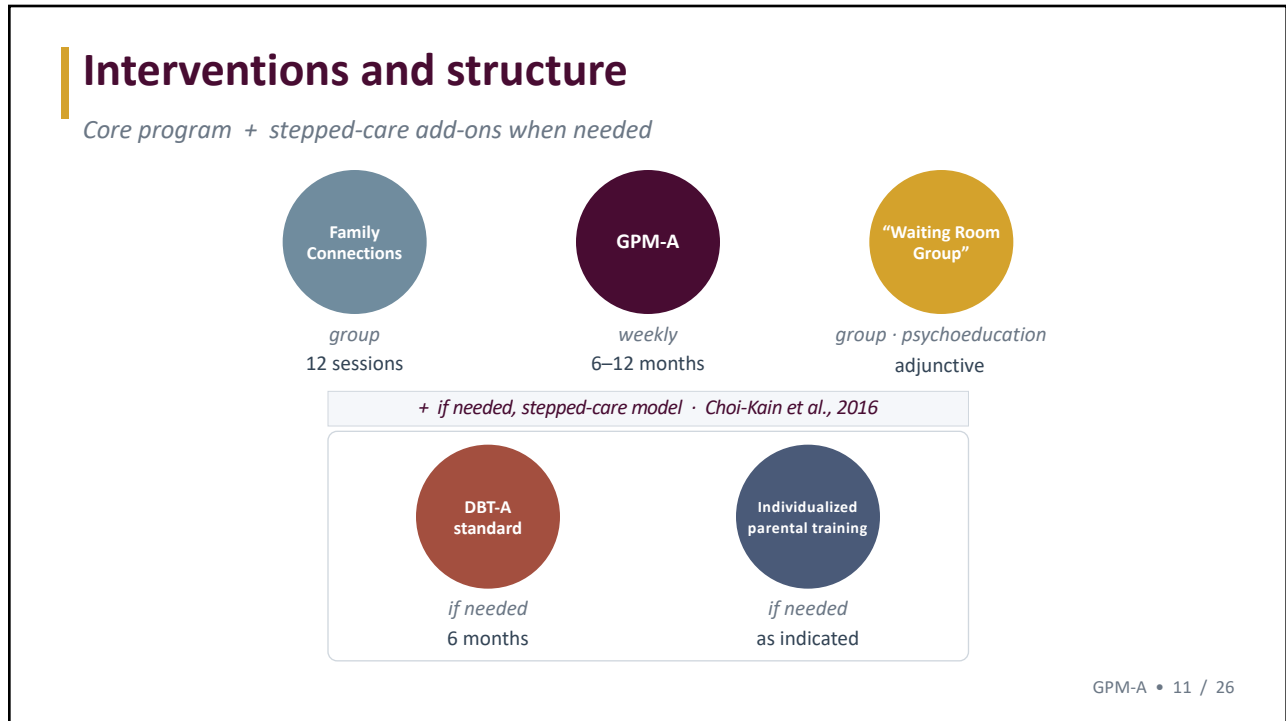 Interventions and structure
Core program + stepped-care add-ons when needed
Family
Connections
group
12 sessions
GPM-A
weekly
6–12 months
“Waiting Room
Group”
group · psychoeducation
adjunctive
+ if needed, stepped-care model · Choi-Kain et al., 2016
DBT-A
standard
if needed
6 months
Individualized
parental training
if needed
as indicated
GPM-A • 11 / 26